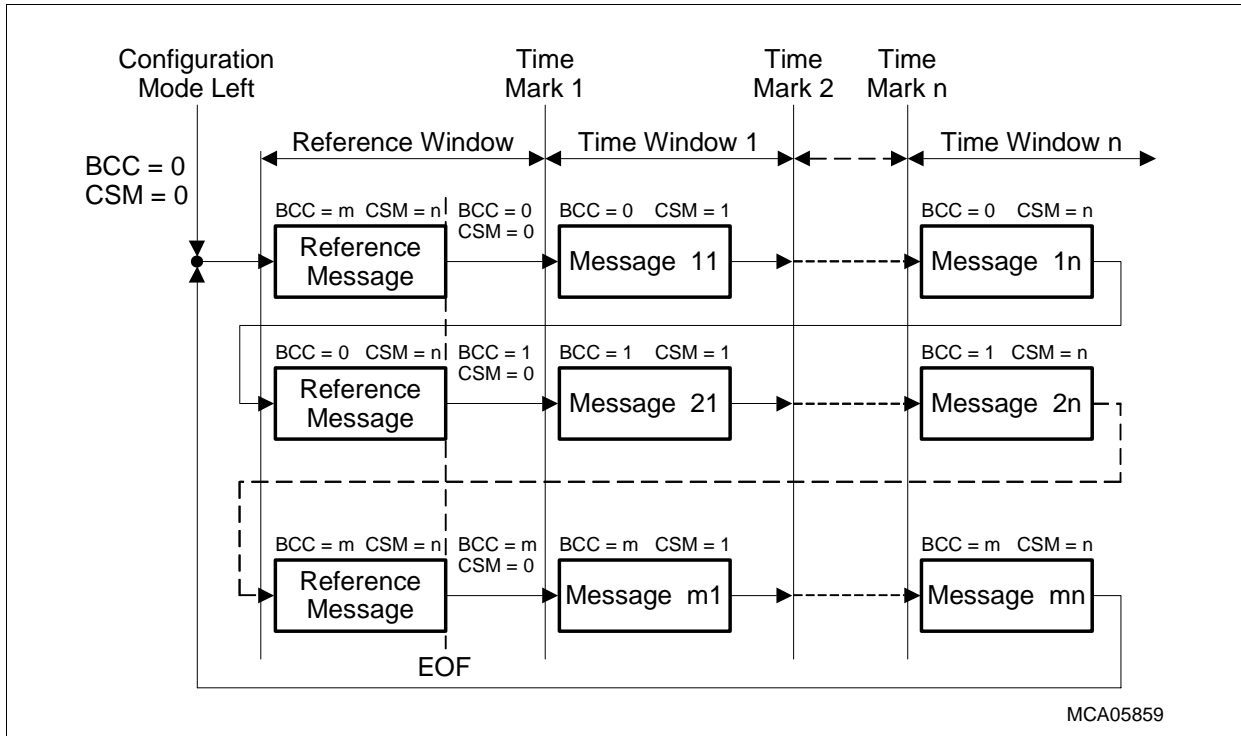 Configuration
Mode Left
Time
Mark 1
Time
Mark 2
Time
Mark n
Reference Window
Time Window 1
Time Window n
BCC = 0
CSM = 0
BCC = m CSM = n
BCC = 0
CSM = 0
BCC = 0 CSM = 1
BCC = 0 CSM = n
Reference
Message
Message 11
Message 1n
BCC = 0 CSM = n
BCC = 1
CSM = 0
BCC = 1 CSM = 1
BCC = 1 CSM = n
Reference
Message
Message 21
Message 2n
BCC = m CSM = n
BCC = m
CSM = 0
BCC = m CSM = 1
BCC = m CSM = n
Reference
Message
Message m1
Message mn
EOF
MCA05859